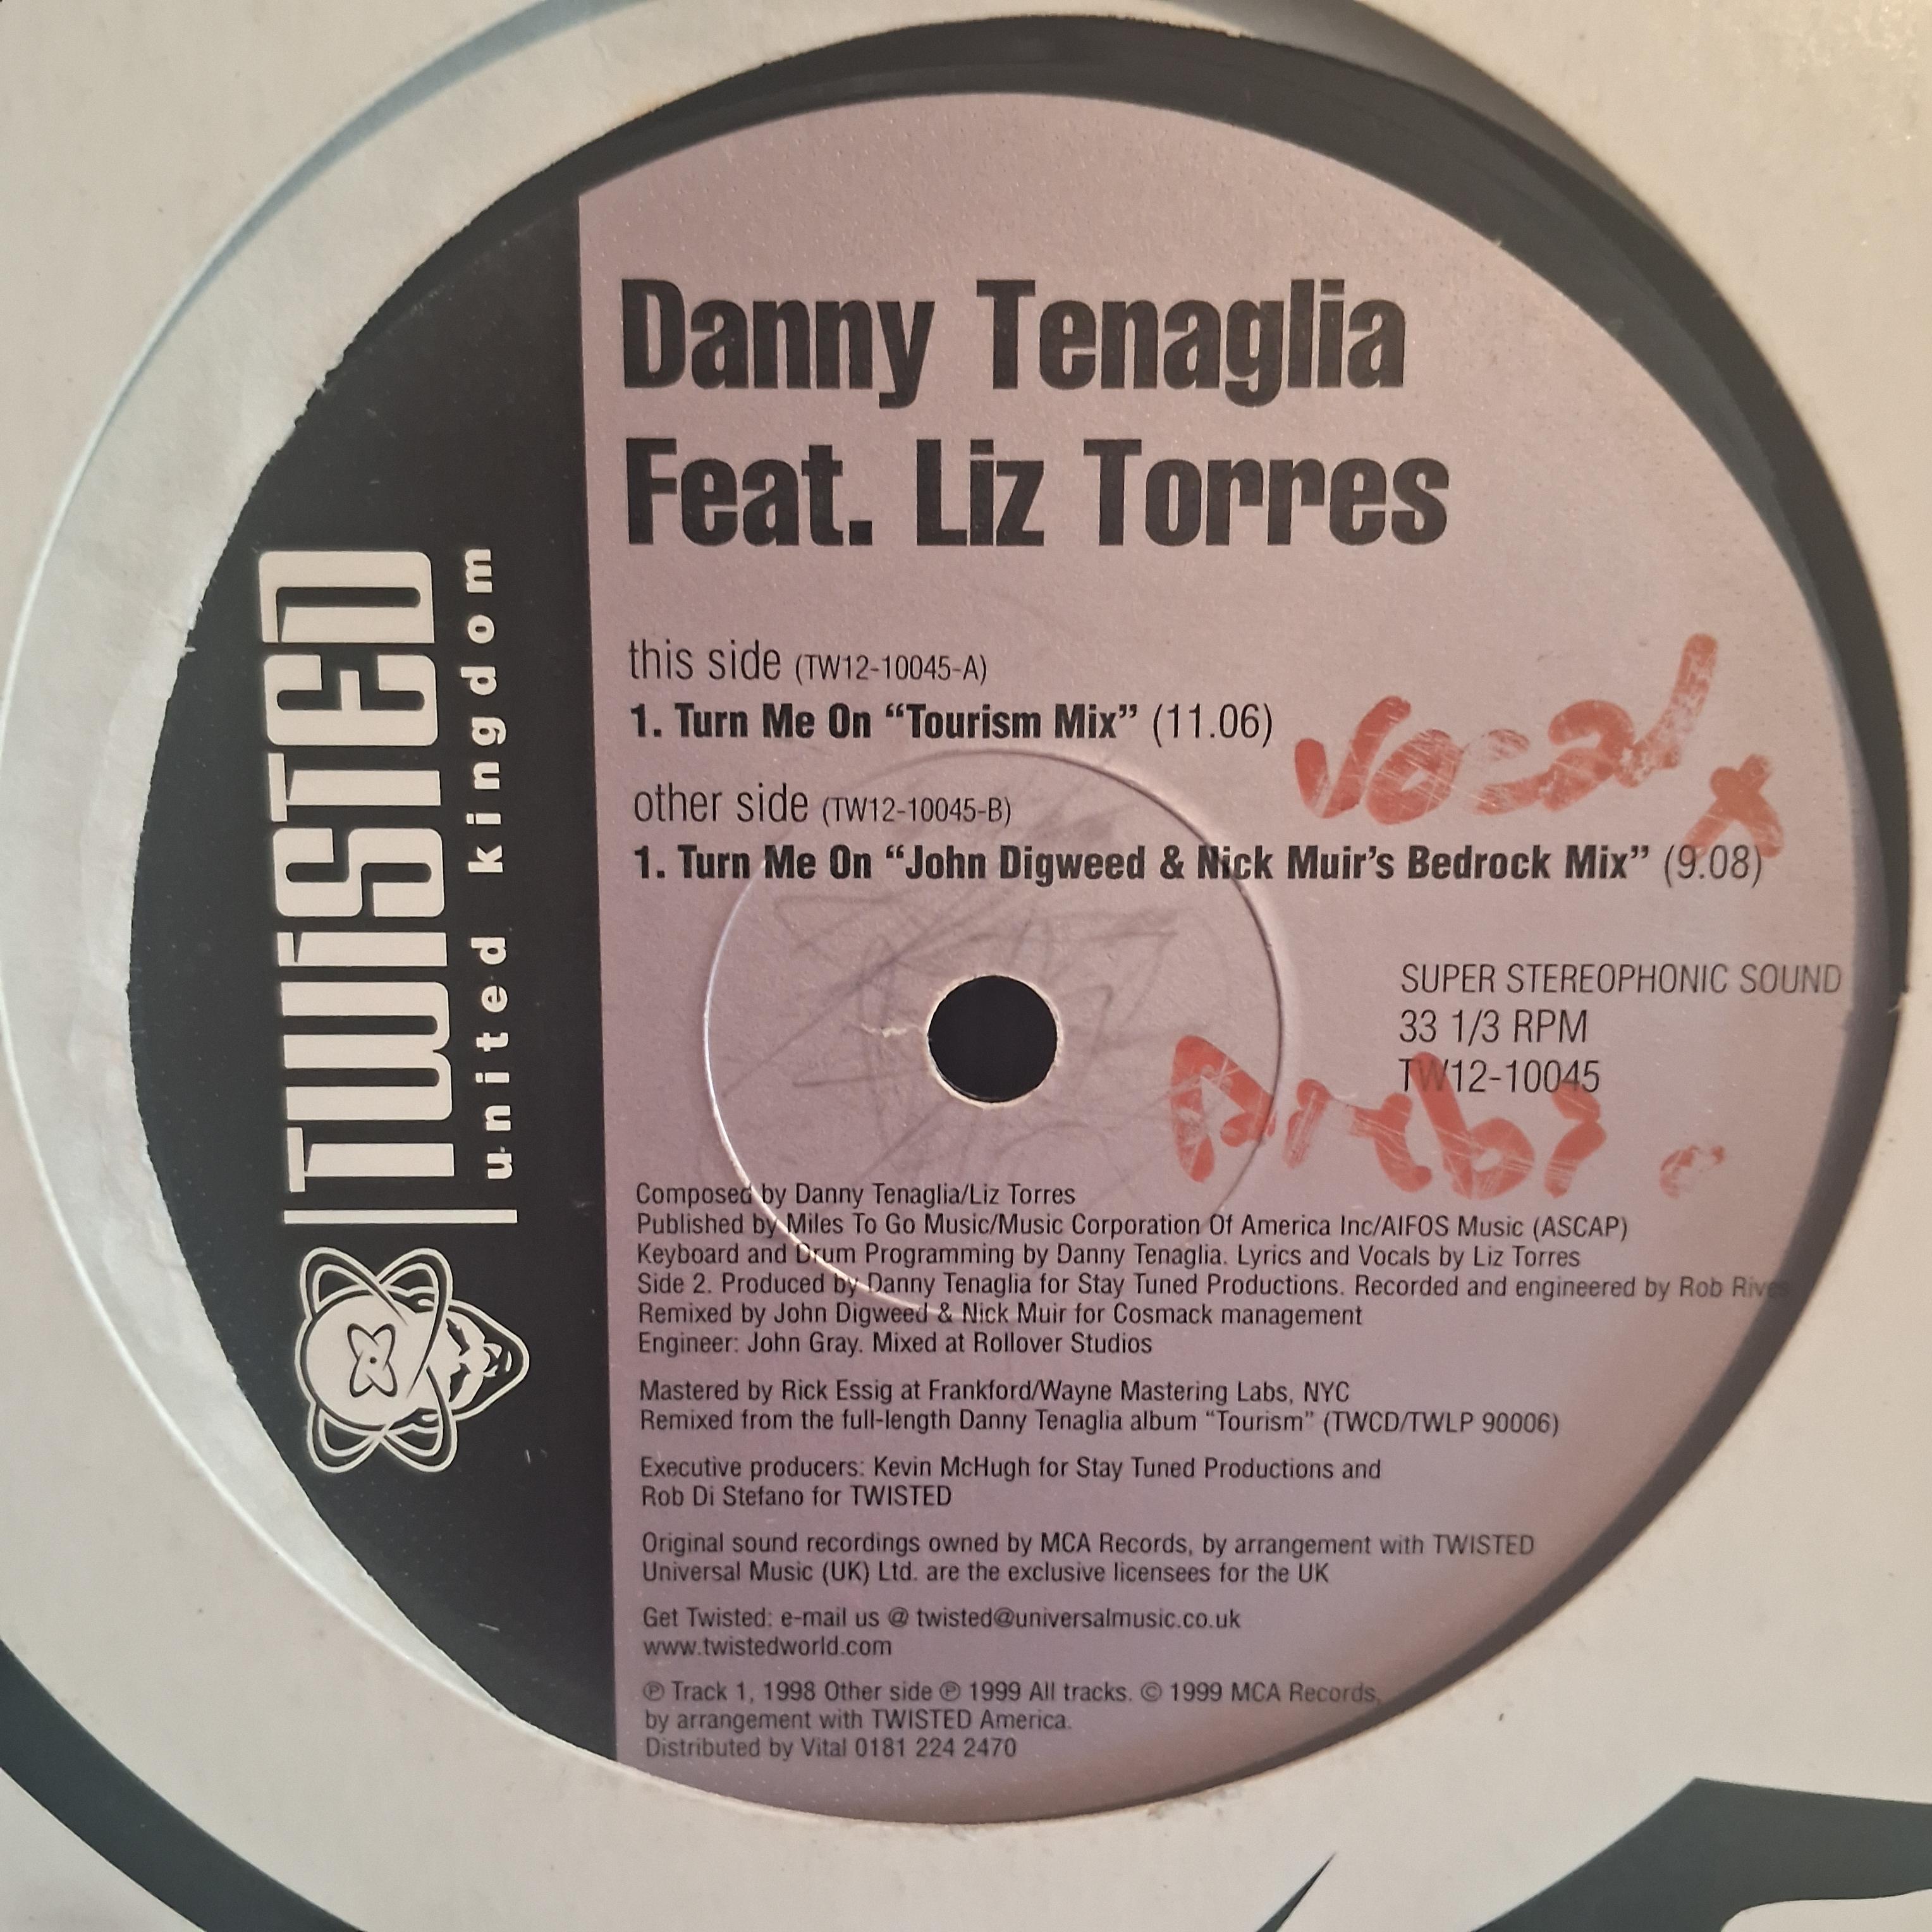 TWISTED
united kingdom
Danny Tenaglia
Feat. Liz Torres
this side (TW12-10045-A)
1. Turn Me On “Tourism Mix” (11.06)
Vocal
x
other side (TW12-10045-B)
1. Turn Me On “John Digweed & Nick Muir’s Bedrock Mix” (9.08)
SUPER STEREOPHONIC SOUND
33 1/3 RPM
TW12-10045
Composed by Danny Tenaglia/Liz Torres
Published by Miles To Go Music/Music Corporation Of America Inc/AIFOS Music (ASCAP)
Keyboard and Drum Programming by Danny Tenaglia. Lyrics and Vocals by Liz Torres
Side 2. Produced by Danny Tenaglia for Stay Tuned Productions. Recorded and engineered by Rob
Remixed by John Digweed & Nick Muir for Cosmack management
Engineer: John Gray. Mixed at Rollover Studios
Mastered by Rick Essig at Frankford/Wayne Mastering Labs, NYC
Remixed from the full-length Danny Tenaglia album “Tourism” (TWCD/TWLP 90006)
Executive producers: Kevin McHugh for Stay Tuned Productions and
Rob Di Stefano for TWISTED
Original sound recordings owned by MCA Records, by arrangement with TWISTED
Universal Music (UK) Ltd. are the exclusive licensees for the UK
Get Twisted: e-mail us @ twisted@universalmusic.co.uk
www.twistedworld.com
℗ Track 1, 1998 Other side ℗ 1999 All tracks. © 1999 MCA Records,
by arrangement with TWISTED America.
Distributed by Vital 0181 224 2470